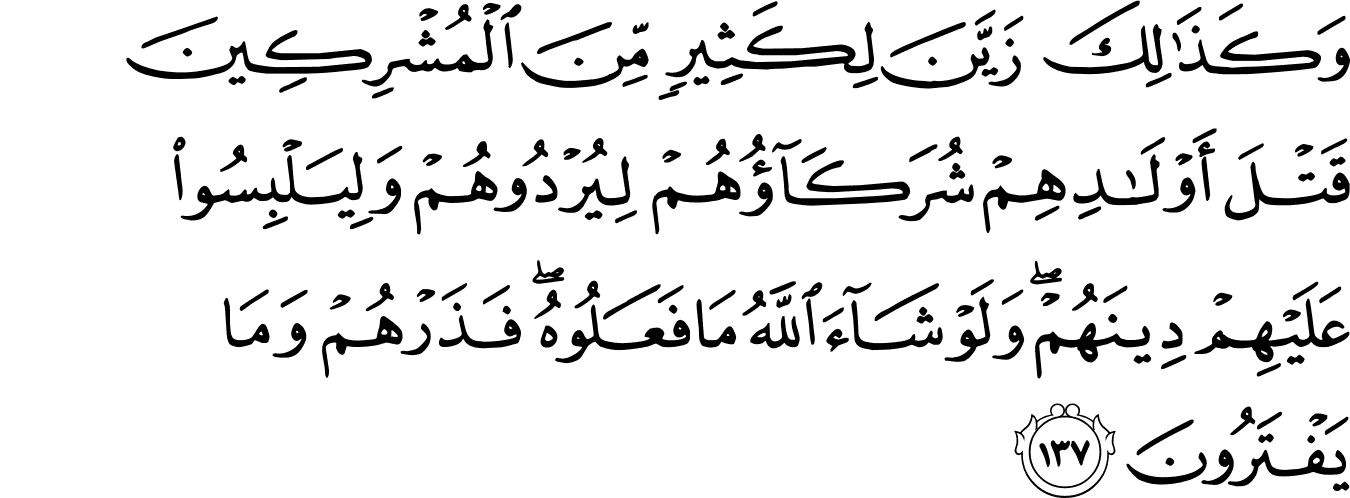 وَكَذَٰلِكَ زَيَّنَ لِكَثِيرٍ مِّنَ ٱلْمُشْرِكِينَ
قَتْلَ أَوْلَٰدِهِمْ شُرَكَآؤُهُمْ لِيُرْدُوهُمْ وَلِيَلْبِسُوا۟
عَلَيْهِمْ دِينَهُمْ ۖ وَلَوْ شَآءَ ٱللَّهُ مَا فَعَلُوهُ ۖ فَذَرْهُمْ وَمَا
يَفْتَرُونَ ١٣٧